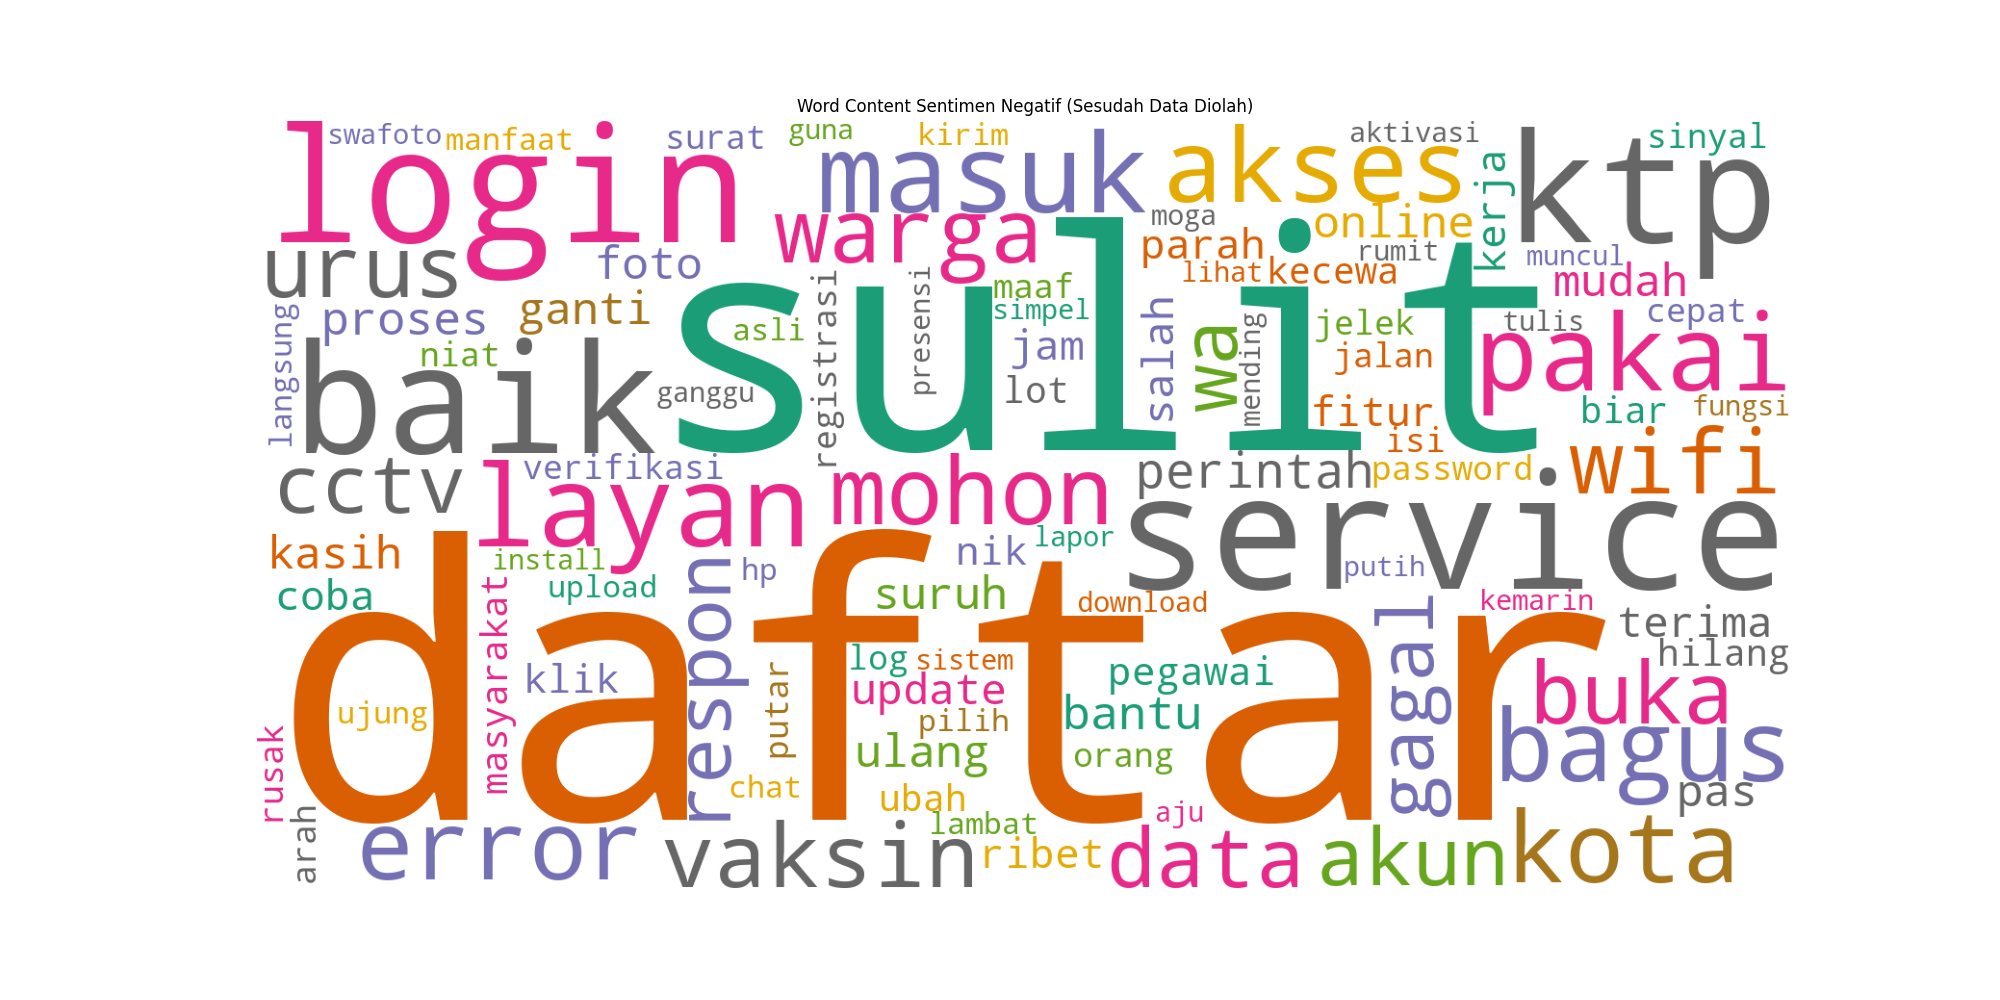 Word Content Sentimen Negatif (Sesudah Data Diolah)
swafoto manfaat surat guna kirim aktivasi sinyal
login masuk akses ktp
warga moga online kerja
urus foto parah rumit muncul
lihat kecewa mudah
proses ganti asli registrasi presensi maaf simpel salah wa mending jelek tulis cepat
langsung niat jam jalan pakai
baik sulit ganggu lot fitur biar fungsi
isi
cctv verifikasi mohon perintah password wifi
layan service
kasih install respon hp nik lapor putih
coba upload suruh download kemarin
masyarakat daftar gagal terima
klik putar log sistem pegawai hilang
ujung update bantu buka
rusak pilih ulang orang bagus
arah chat ubah pas
error vaksin lambat ribet aju data akun kota